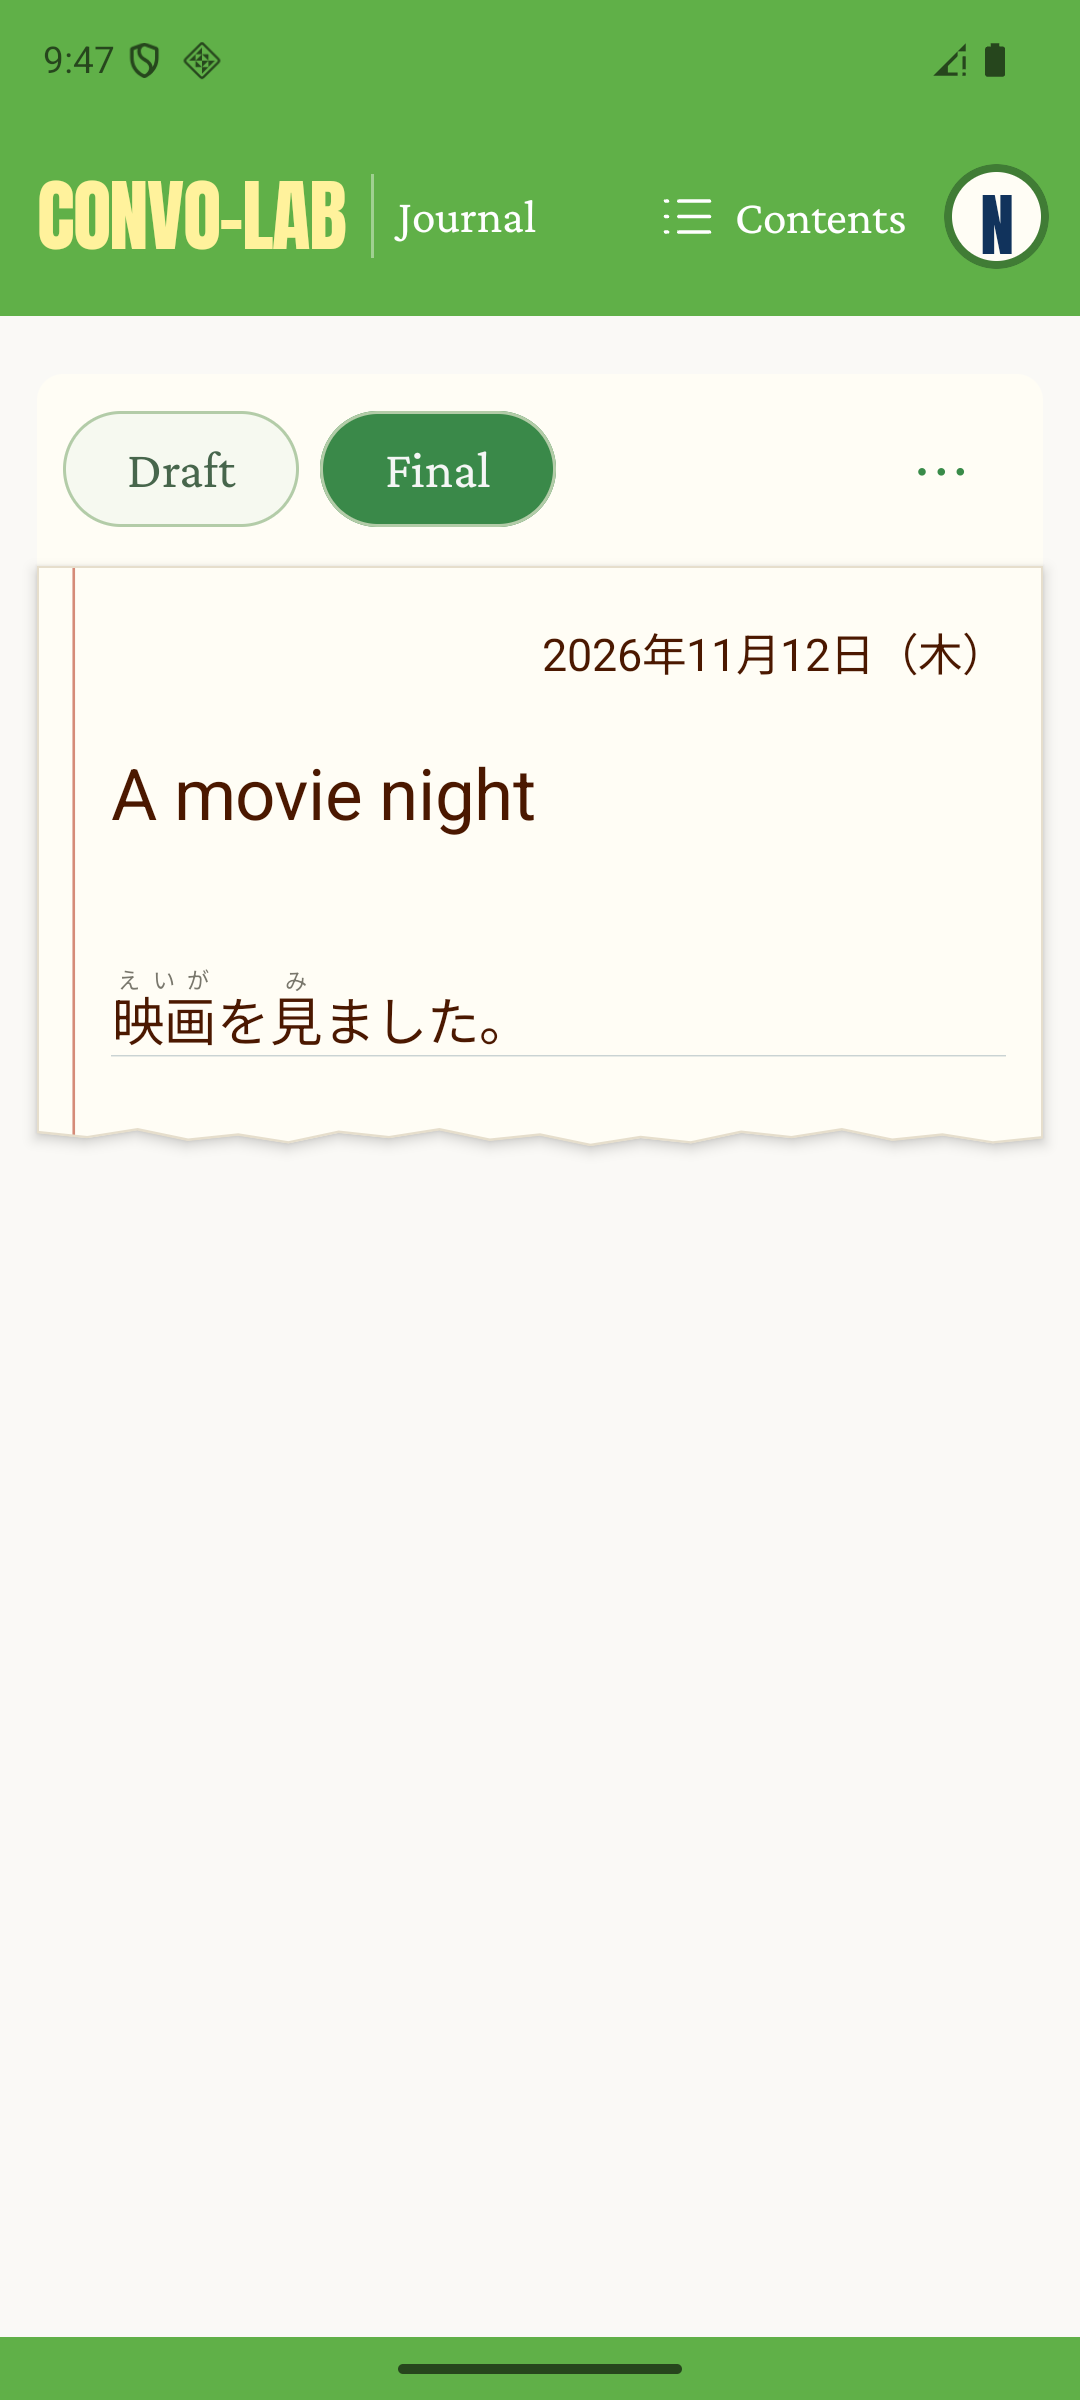 9:47
CONVO-LAB
Journal
Contents
N
Draft
Final
2026年11月12日（木）
A movie night
えいが み
映画を見ました。